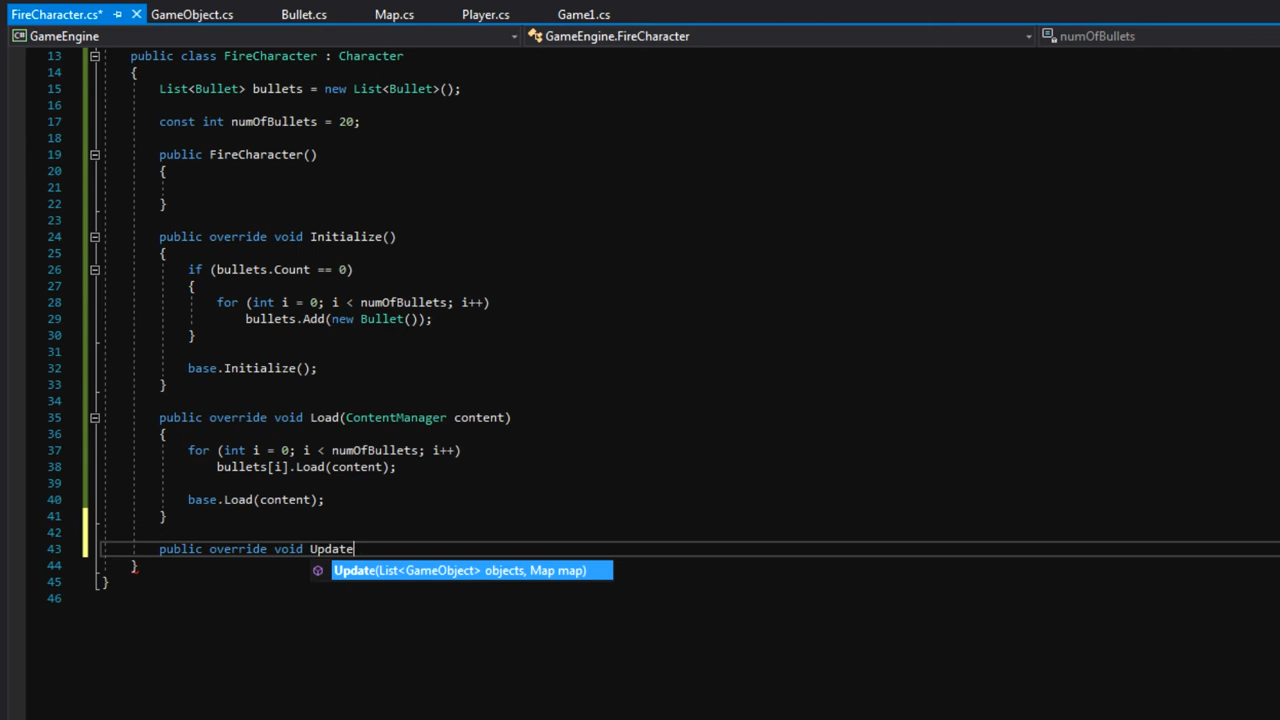 FireCharacter.cs* GameObject.cs Bullet.cs Map.cs Player.cs Game1.cs
C# GameEngine GameEngine.FireCharacter numOfBullets
13 public class FireCharacter : Character
14 {
15 List<Bullet> bullets = new List<Bullet>();
16
17 const int numOfBullets = 20;
18
19 public FireCharacter()
20 {
21
22 }
23
24 public override void Initialize()
25 {
26 if (bullets.Count == 0)
27 {
28 for (int i = 0; i < numOfBullets; i++)
29 bullets.Add(new Bullet());
30 }
31
32 base.Initialize();
33 }
34
35 public override void Load(ContentManager content)
36 {
37 for (int i = 0; i < numOfBullets; i++)
38 bullets[i].Load(content);
39
40 base.Load(content);
41 }
42
43 public override void Update
44 }
Update(List<GameObject> objects, Map map)
45 }
46